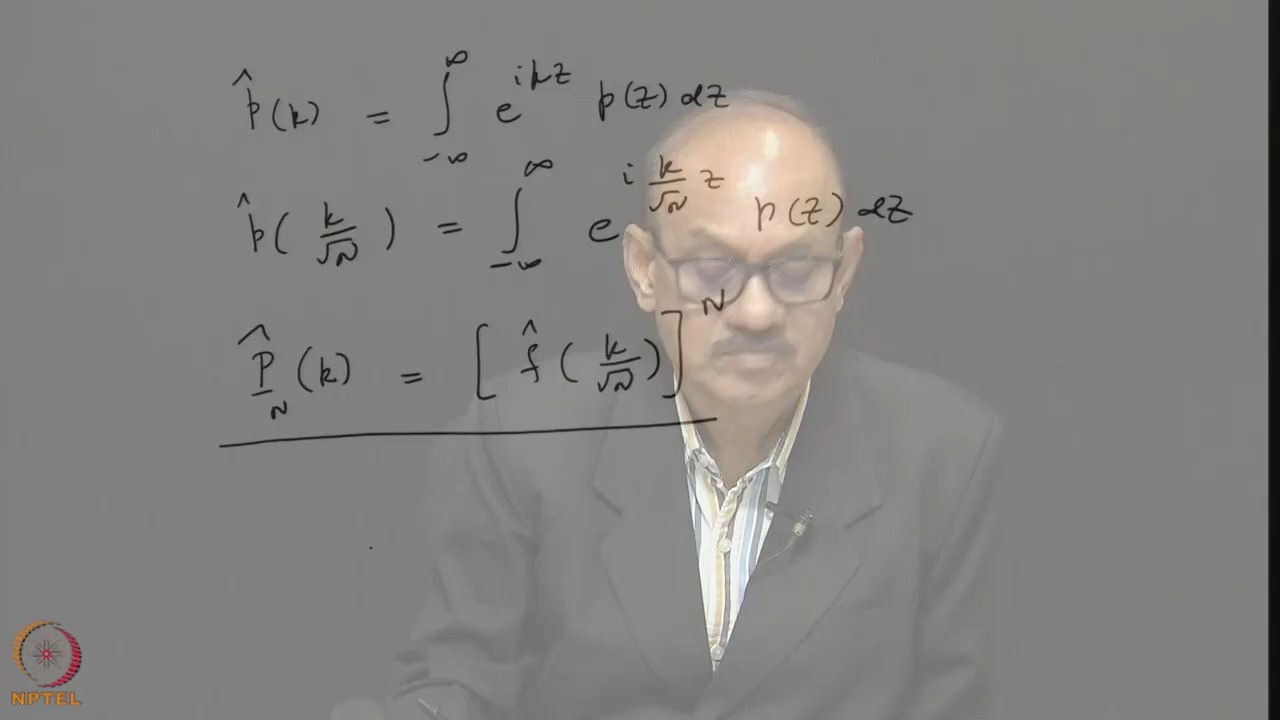 p̂(k) = ∫_{-∞}^{∞} e^{ikz} p(z) dz
p̂(k/√N) = ∫_{-∞}^{∞} e^{i k/√N z} p(z) dz
P̂_N(k) = [f̂(k/√N)]^N
NPTEL